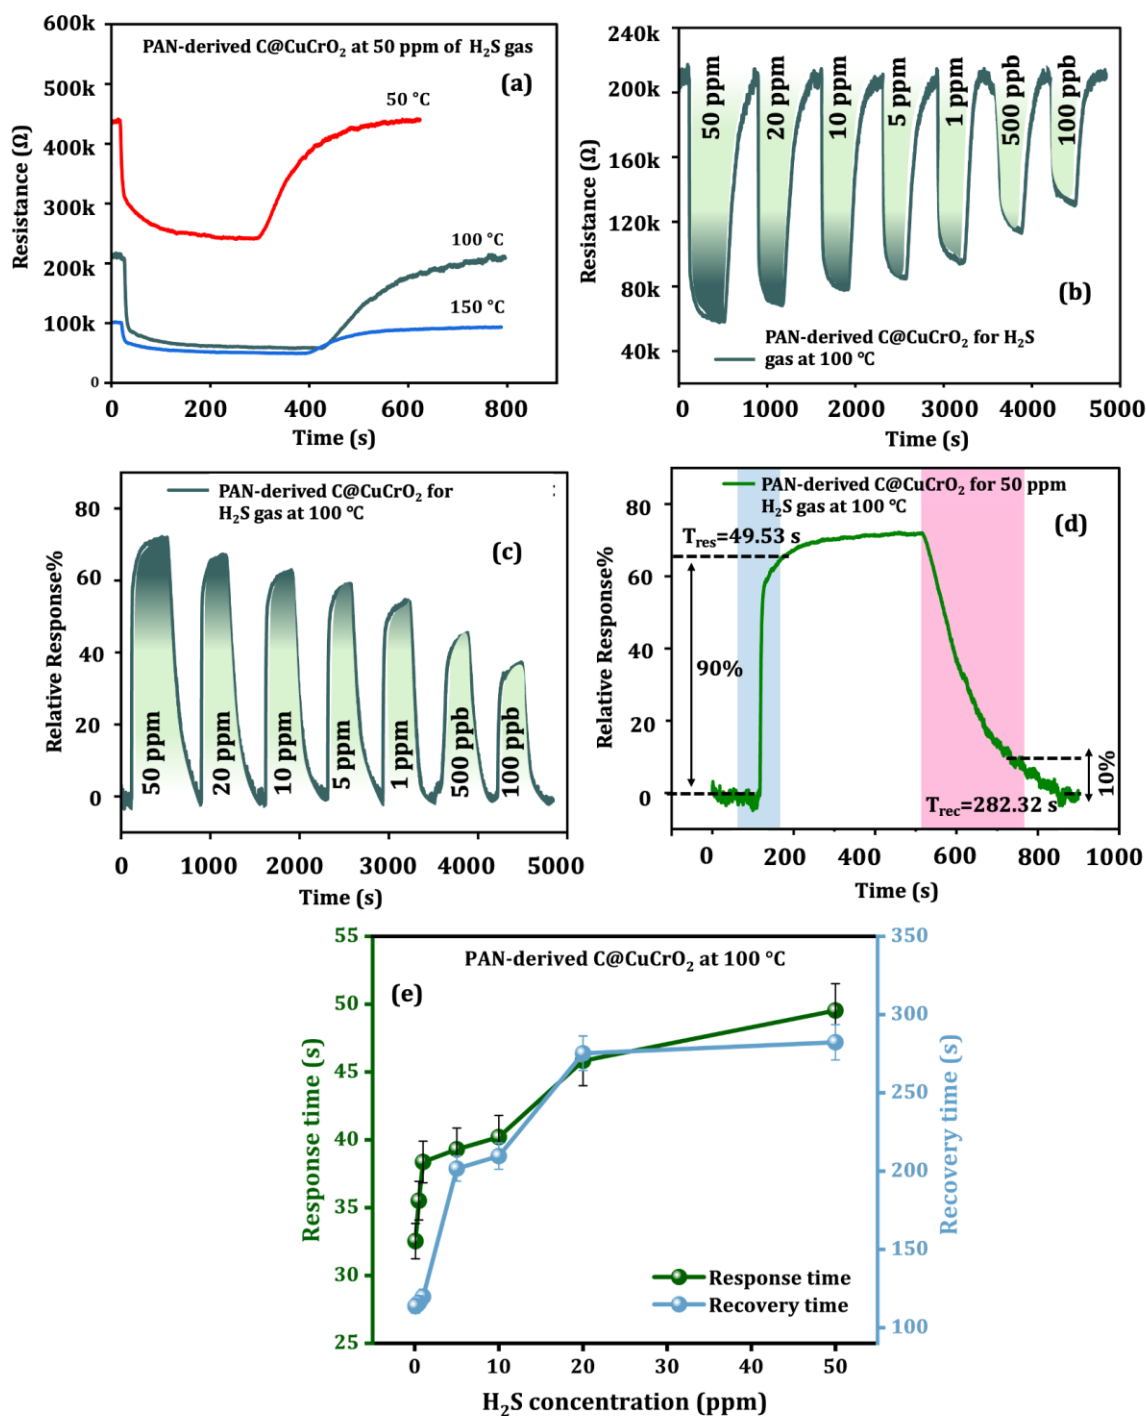 PAN-derived C@CuCrO₂ at 50 ppm of H₂S gas
(a)
50 °C
100 °C
150 °C
600k
500k
400k
300k
200k
100k
0
Resistance (Ω)
0 200 400 600 800
Time (s)
240k
200k
160k
120k
80k
40k
Resistance (Ω)
50 ppm
20 ppm
10 ppm
5 ppm
1 ppm
500 ppb
100 ppb
(b)
PAN-derived C@CuCrO₂ for H₂S
gas at 100 °C
0 1000 2000 3000 4000 5000
Time (s)
PAN-derived C@CuCrO₂ for
H₂S gas at 100 °C
:
(c)
80
60
40
20
0
Relative Response%
50 ppm
20 ppm
10 ppm
5 ppm
1 ppm
500 ppb
100 ppb
0 1000 2000 3000 4000 5000
Time (s)
PAN-derived C@CuCrO₂ for 50 ppm
H₂S gas at 100 °C
(d)
Tres=49.53 s
90%
10%
Trec=282.32 s
80
60
40
20
0
Relative Response%
0 200 400 600 800 1000
Time (s)
PAN-derived C@CuCrO₂ at 100 °C
(e)
55
50
45
40
35
30
25
Response time (s)
350
300
250
200
150
100
Recovery time (s)
Response time
Recovery time
0 10 20 30 40 50
H₂S concentration (ppm)